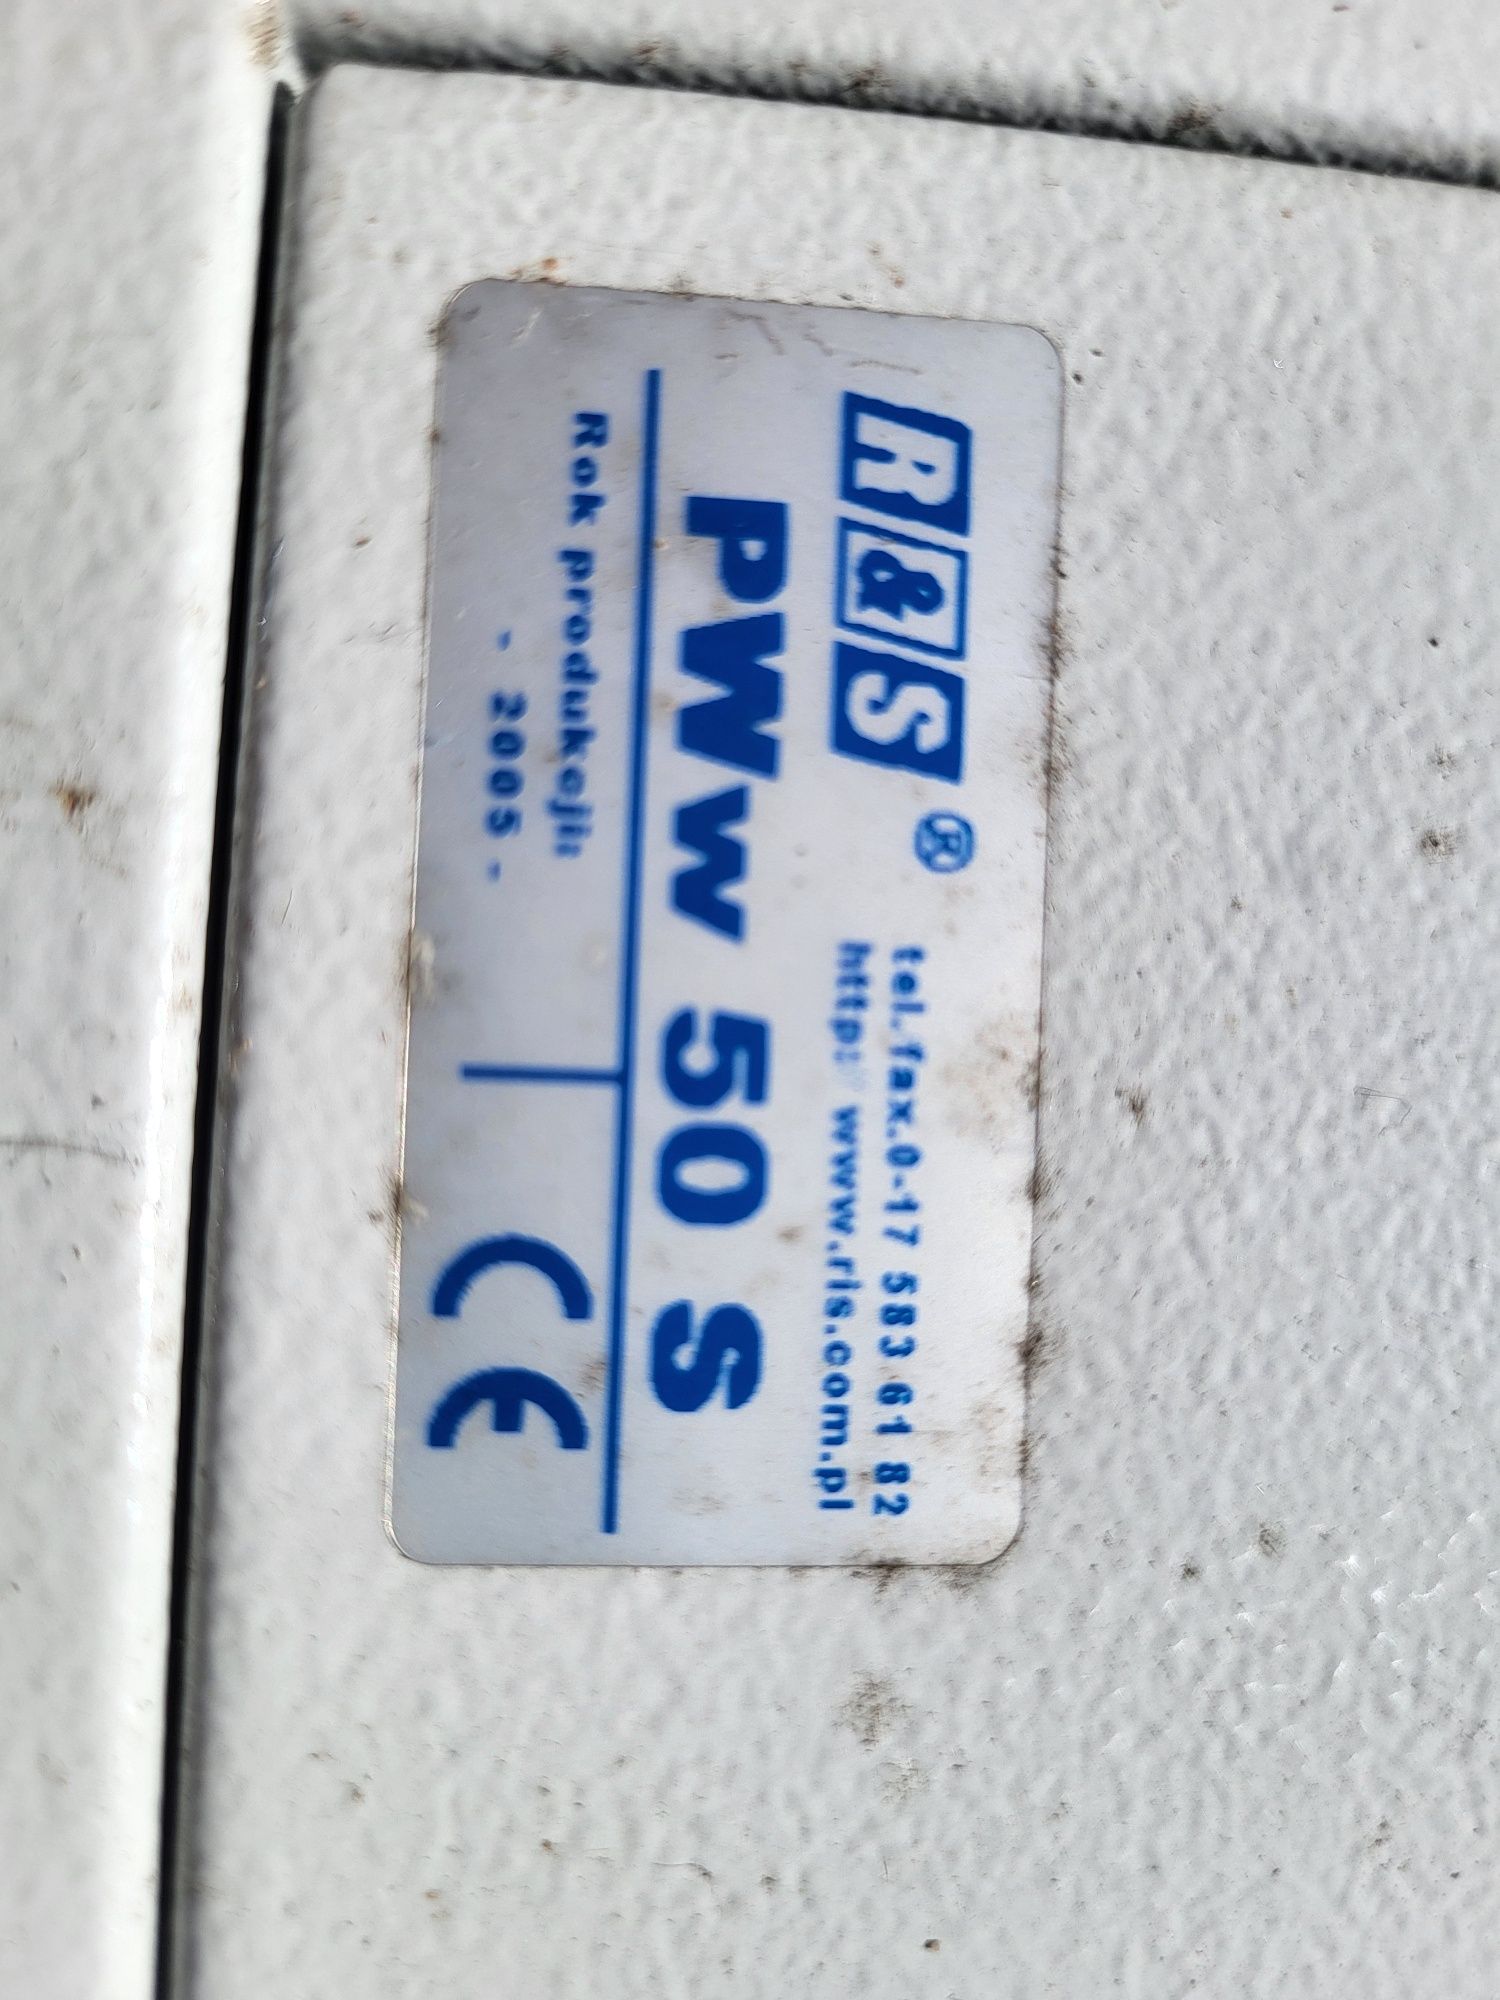 R&S® tel.fax.0-17 583 61 82
http://www.ris.com.pl
PWw 50 S
Rok produkcji:
- 2005 -
CE